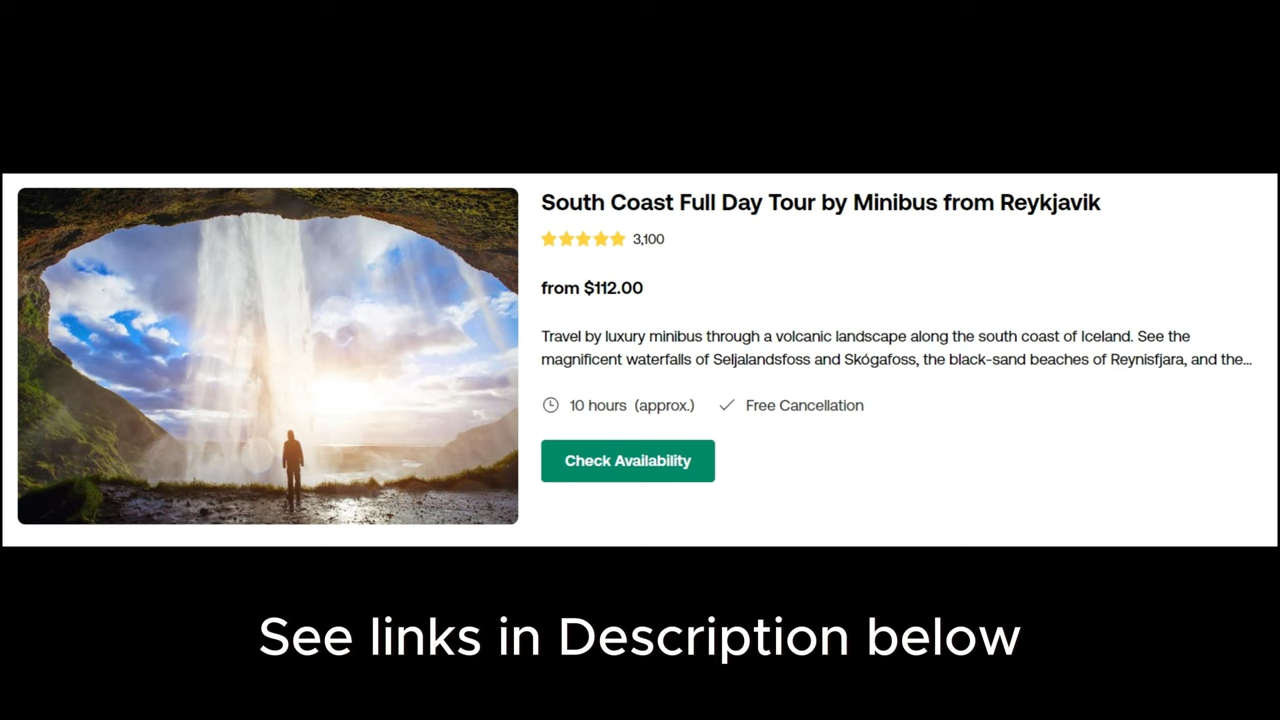 South Coast Full Day Tour by Minibus from Reykjavik
3,100
from $112.00
Travel by luxury minibus through a volcanic landscape along the south coast of Iceland. See the
magnificent waterfalls of Seljalandsfoss and Skógafoss, the black-sand beaches of Reynisfjara, and the...
10 hours (approx.) Free Cancellation
Check Availability
See links in Description below